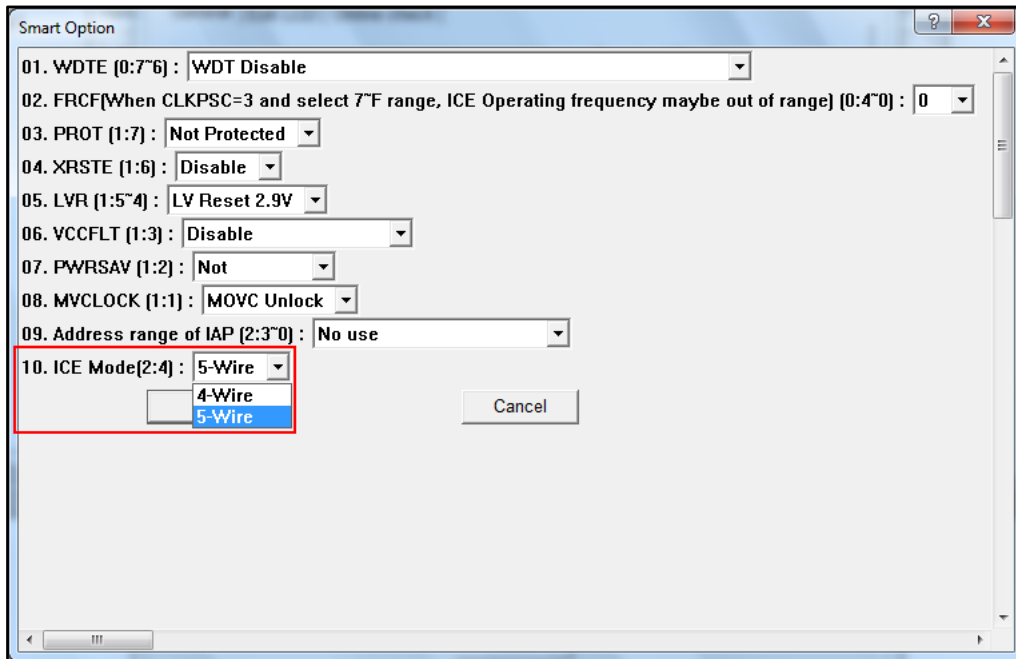 Smart Option
01. WDTE (0:7~6) : WDT Disable
02. FRCF(When CLKPSC=3 and select 7~F range, ICE Operating frequency maybe out of range) (0:4~0) : 0
03. PROT (1:7) : Not Protected
04. XRSTE (1:6) : Disable
05. LVR (1:5~4) : LV Reset 2.9V
06. VCCFLT (1:3) : Disable
07. PWRSAV (1:2) : Not
08. MVCLOCK (1:1) : MOVC Unlock
09. Address range of IAP (2:3~0) : No use
10. ICE Mode(2:4) : 5-Wire
4-Wire
5-Wire
Cancel